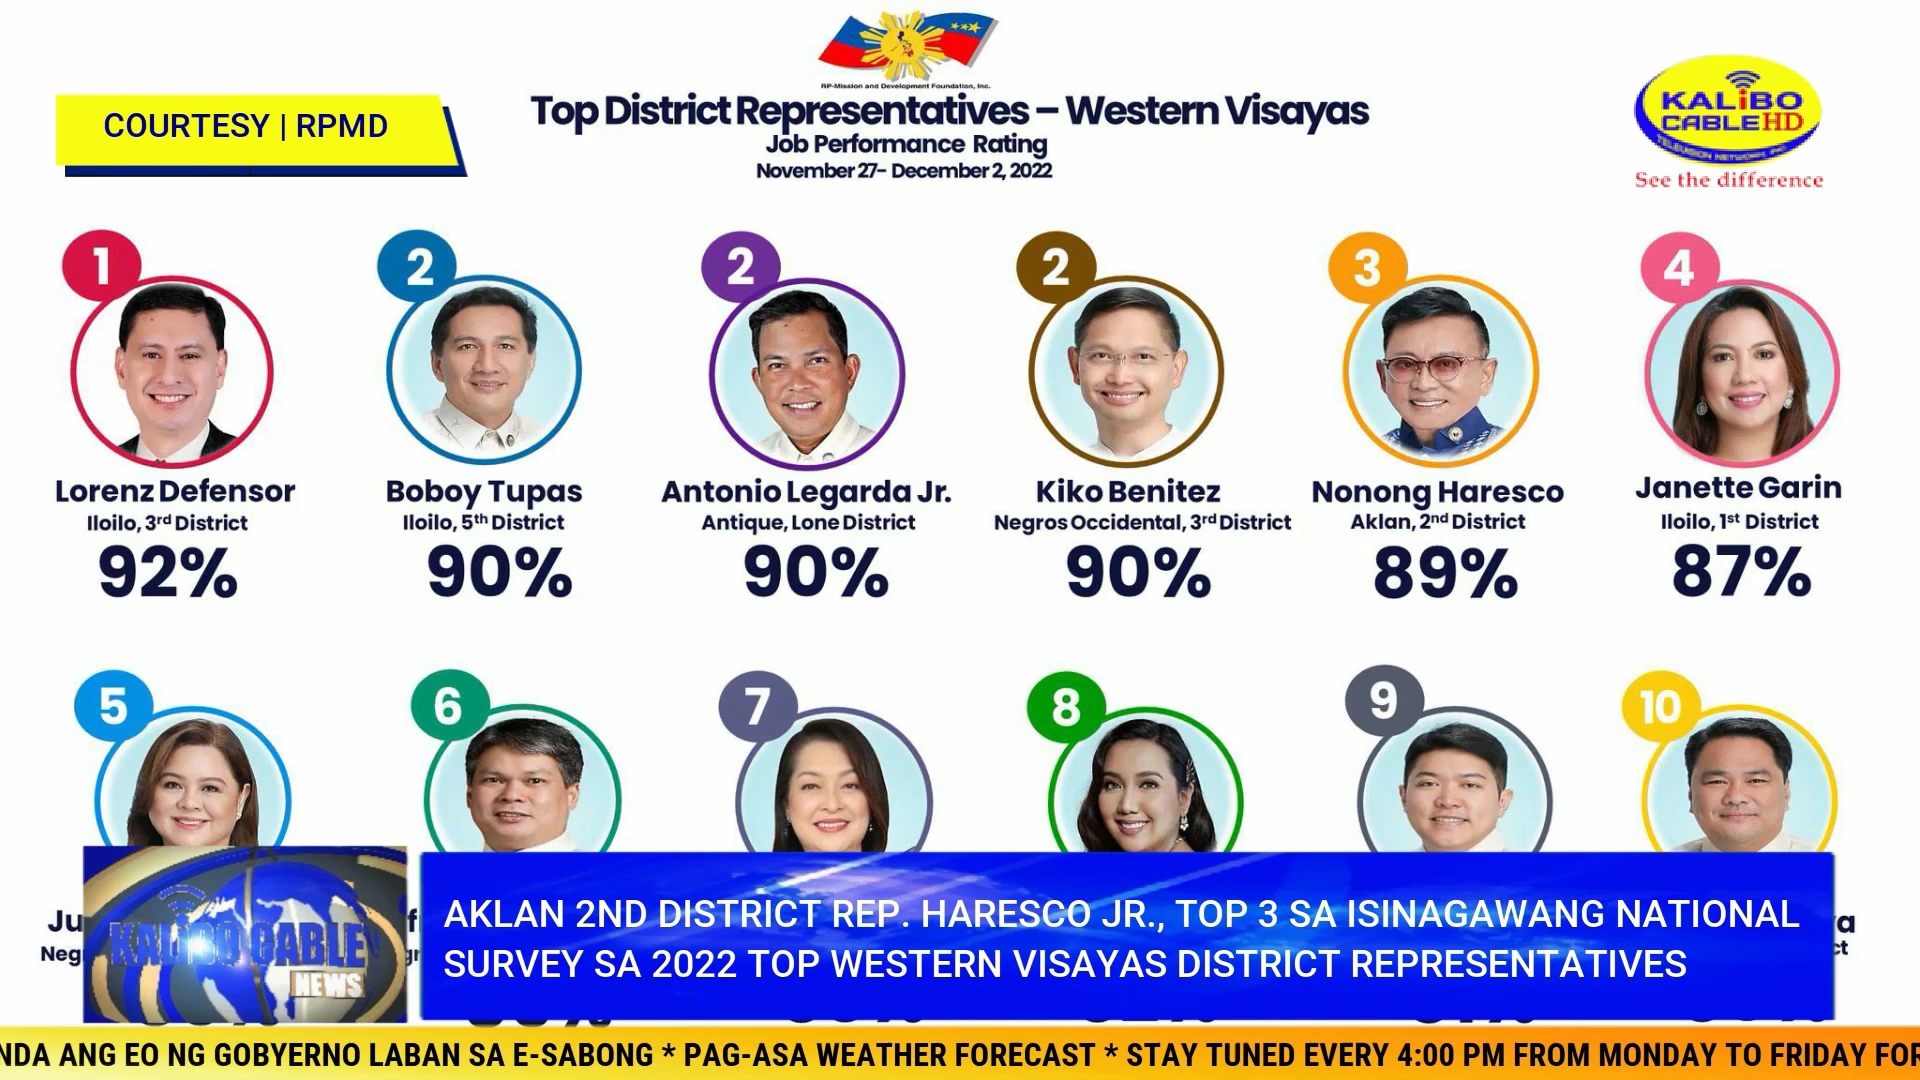 RP-Mission and Development Foundation, Inc.
COURTESY | RPMD
Top District Representatives – Western Visayas
Job Performance Rating
November 27- December 2, 2022
KALiBO
CABLE HD
TELEVISION NETWORK, INC.
See the difference
1 2 2 2 3 4
Lorenz Defensor
Iloilo, 3rd District
92%
Boboy Tupas
Iloilo, 5th District
90%
Antonio Legarda Jr.
Antique, Lone District
90%
Kiko Benitez
Negros Occidental, 3rd District
90%
Nonong Haresco
Aklan, 2nd District
89%
Janette Garin
Iloilo, 1st District
87%
5 6 7 8 9 10
KALIBO CABLE
NEWS
AKLAN 2ND DISTRICT REP. HARESCO JR., TOP 3 SA ISINAGAWANG NATIONAL
SURVEY SA 2022 TOP WESTERN VISAYAS DISTRICT REPRESENTATIVES
NDA ANG EO NG GOBYERNO LABAN SA E-SABONG * PAG-ASA WEATHER FORECAST * STAY TUNED EVERY 4:00 PM FROM MONDAY TO FRIDAY FOR